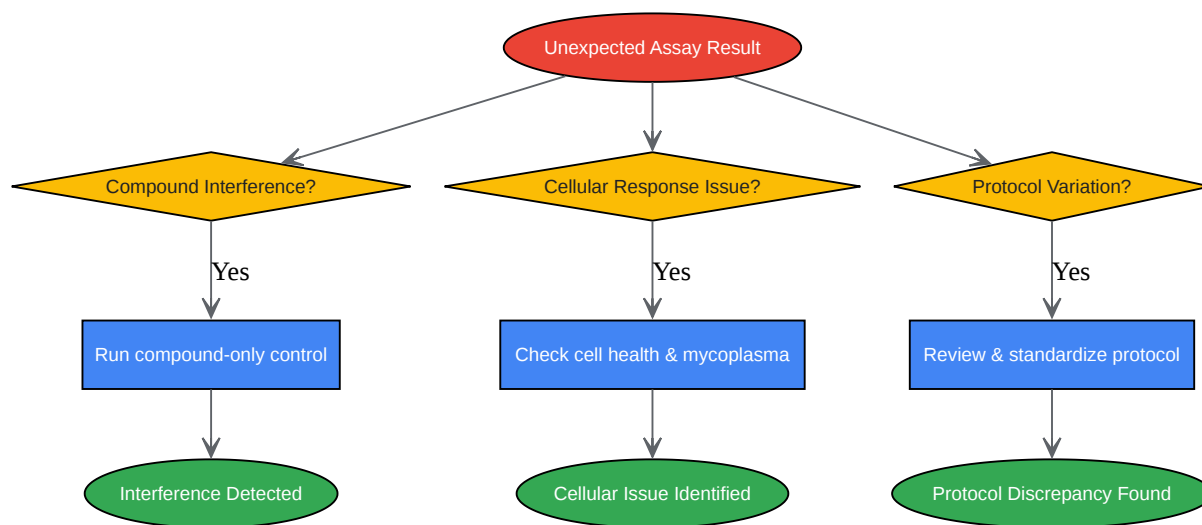 Unexpected Assay Result
Compound Interference?
Cellular Response Issue?
Protocol Variation?
Yes
Yes
Yes
Run compound-only control
Check cell health & mycoplasma
Review & standardize protocol
Interference Detected
Cellular Issue Identified
Protocol Discrepancy Found